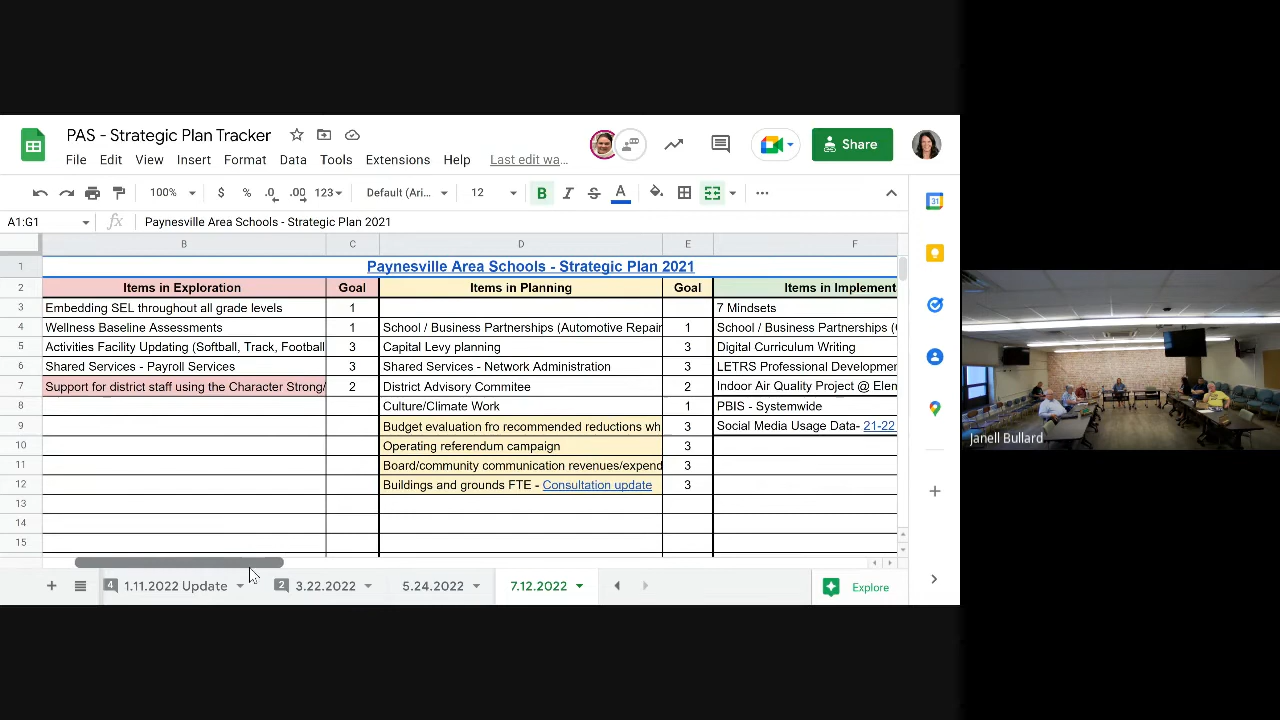 PAS - Strategic Plan Tracker
File Edit View Insert Format Data Tools Extensions Help Last edit wa...
Share
100% $ % .0 .00 123 Default (Ari... 12 B I S A
A1:G1 fx Paynesville Area Schools - Strategic Plan 2021
B C D E F
1 Paynesville Area Schools - Strategic Plan 2021
2 Items in Exploration Goal Items in Planning Goal Items in Implement
3 Embedding SEL throughout all grade levels 1 7 Mindsets
4 Wellness Baseline Assessments 1 School / Business Partnerships (Automotive Repair 1 School / Business Partnerships (
5 Activities Facility Updating (Softball, Track, Football 3 Capital Levy planning 3 Digital Curriculum Writing
6 Shared Services - Payroll Services 3 Shared Services - Network Administration 3 LETRS Professional Developmen
7 Support for district staff using the Character Strong/ 2 District Advisory Commitee 2 Indoor Air Quality Project @ Elem
8 Culture/Climate Work 1 PBIS - Systemwide
9 Budget evaluation fro recommended reductions wh 3 Social Media Usage Data- 21-22
10 Operating referendum campaign 3
11 Board/community communication revenues/expend 3
12 Buildings and grounds FTE - Consultation update 3
13
14
15
4 1.11.2022 Update 2 3.22.2022 5.24.2022 7.12.2022 Explore
31
Janell Bullard